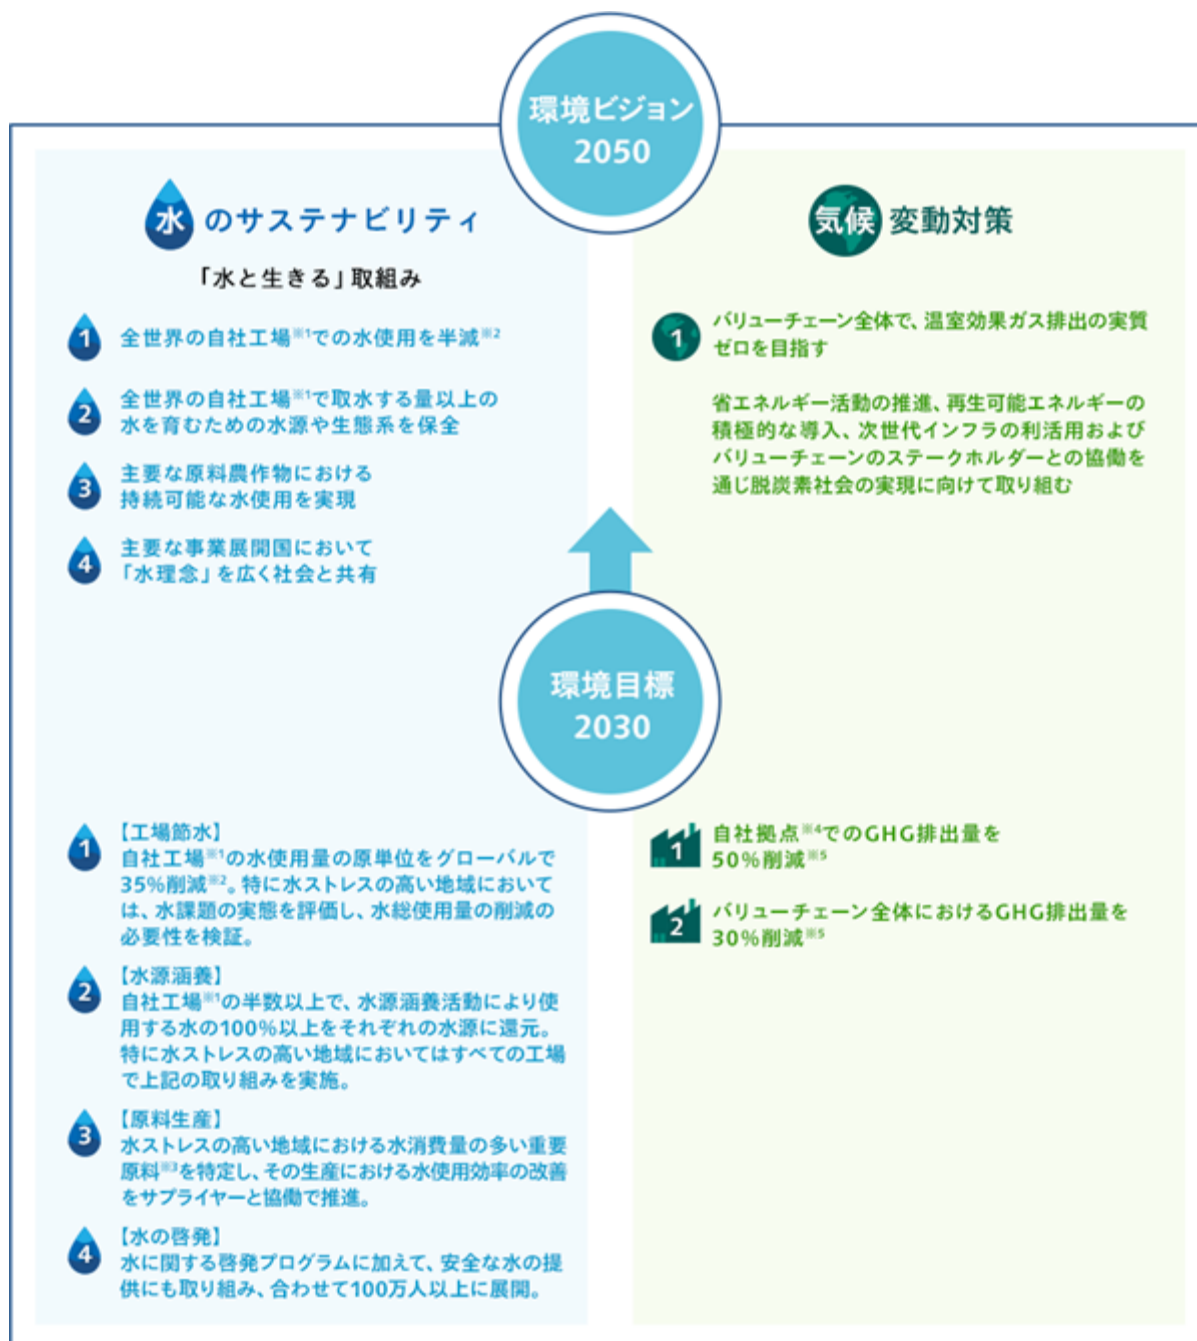 環境ビジョン
2050
水のサステナビリティ
「水と生きる」取組み
1
全世界の自社工場※1での水使用を半減※2
2
全世界の自社工場※1で取水する量以上の
水を育むための水源や生態系を保全
3
主要な原料農作物における
持続可能な水使用を実現
4
主要な事業展開国において
「水理念」を広く社会と共有
気候変動対策
1
バリューチェーン全体で、温室効果ガス排出の実質
ゼロを目指す
省エネルギー活動の推進、再生可能エネルギーの
積極的な導入、次世代インフラの利活用および
バリューチェーンのステークホルダーとの協働を
通じ脱炭素社会の実現に向けて取り組む
環境目標
2030
1
【工場節水】
自社工場※1の水使用量の原単位をグローバルで
35%削減※2。特に水ストレスの高い地域において
は、水課題の実態を評価し、水総使用量の削減の
必要性を検証。
2
【水源涵養】
自社工場※1の半数以上で、水源涵養活動により使
用する水の100%以上をそれぞれの水源に還元。
特に水ストレスの高い地域においてはすべての工場
で上記の取り組みを実施。
3
【原料生産】
水ストレスの高い地域における水消費量の多い重要
原料※3を特定し、その生産における水使用効率の改善
をサプライヤーと協働で推進。
4
【水の啓発】
水に関する啓発プログラムに加えて、安全な水の提
供にも取り組み、合わせて100万人以上に展開。
1
自社拠点※4でのGHG排出量を
50%削減※5
2
バリューチェーン全体におけるGHG排出量を
30%削減※5